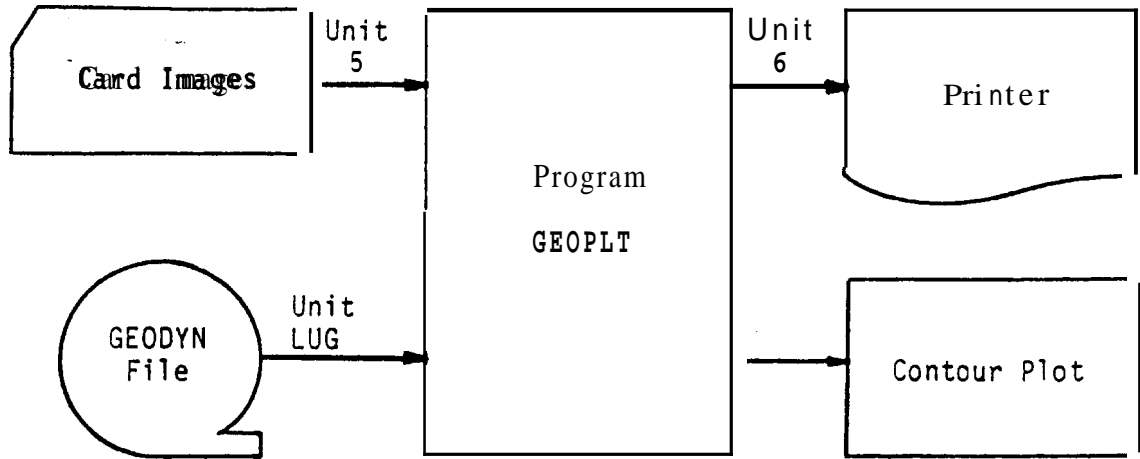 Card Images
Unit
5
Program
GEOPLT
Unit
6
Printer
GEODYN
File
Unit
LUG
Contour Plot